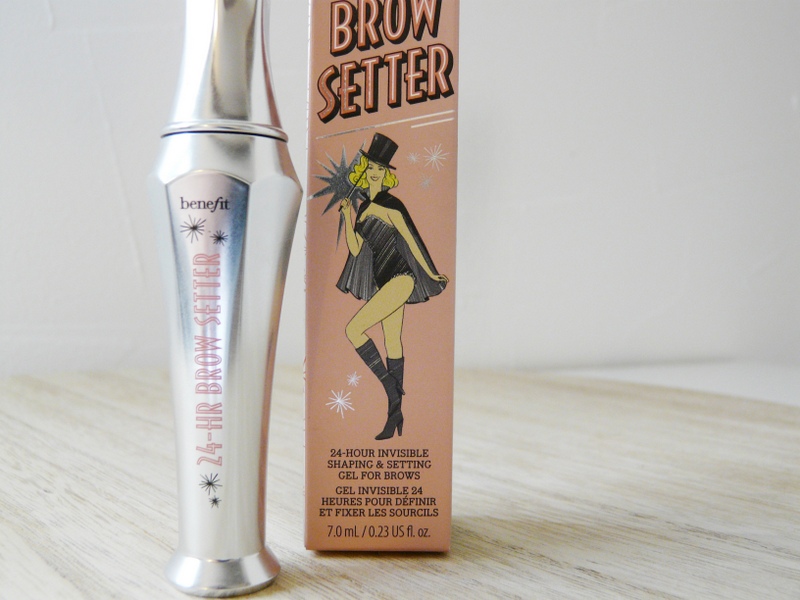 benefit
24-HR BROW SETTER
BROW
SETTER
24-HOUR INVISIBLE
SHAPING & SETTING
GEL FOR BROWS
GEL INVISIBLE 24
HEURES POUR DÉFINIR
ET FIXER LES SOURCILS
7.0 mL / 0.23 US fl. oz.